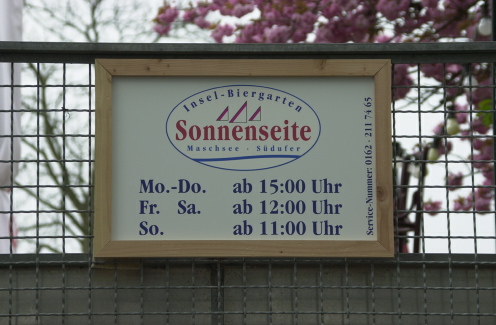 Insel-Biergarten
Sonnenseite
Maschsee · Südufer
Mo.-Do. ab 15:00 Uhr
Fr. Sa. ab 12:00 Uhr
So. ab 11:00 Uhr
Service-Nummer: 0162 - 211 74 65